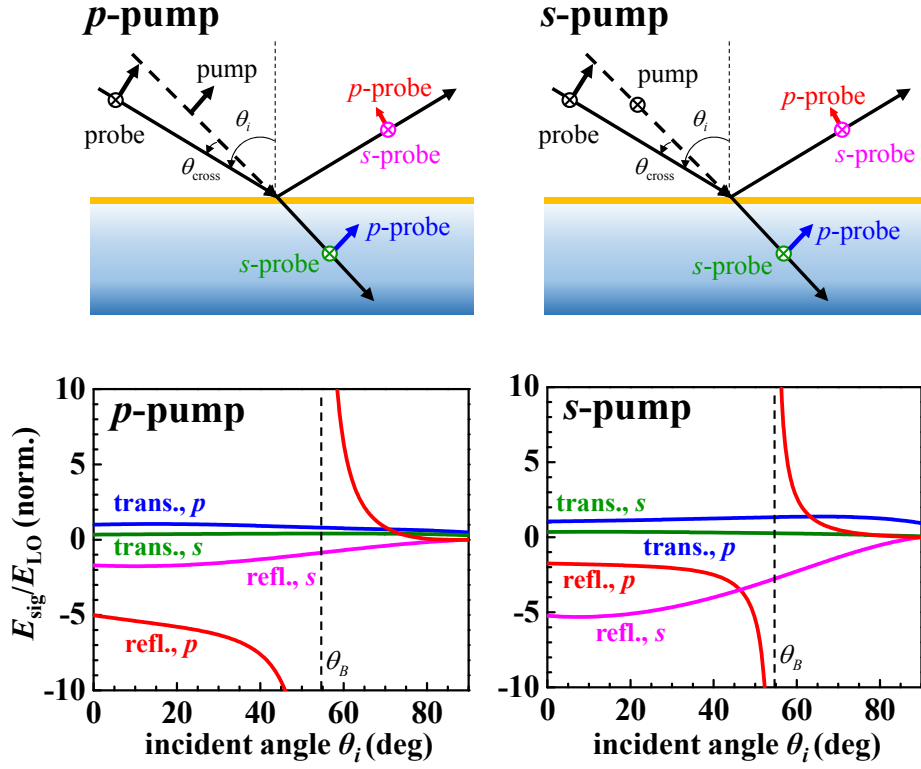 p-pump
s-pump
pump
probe
θi
θcross
p-probe
s-probe
p-probe
s-probe
pump
probe
θi
θcross
p-probe
s-probe
p-probe
s-probe
Esig/ELO (norm.)
10
5
0
-5
-10
p-pump
trans., p
trans., s
refl., s
refl., p
θB
0 20 40 60 80
incident angle θi (deg)
10
5
0
-5
-10
s-pump
trans., s
trans., p
refl., p
refl., s
θB
0 20 40 60 80
incident angle θi (deg)